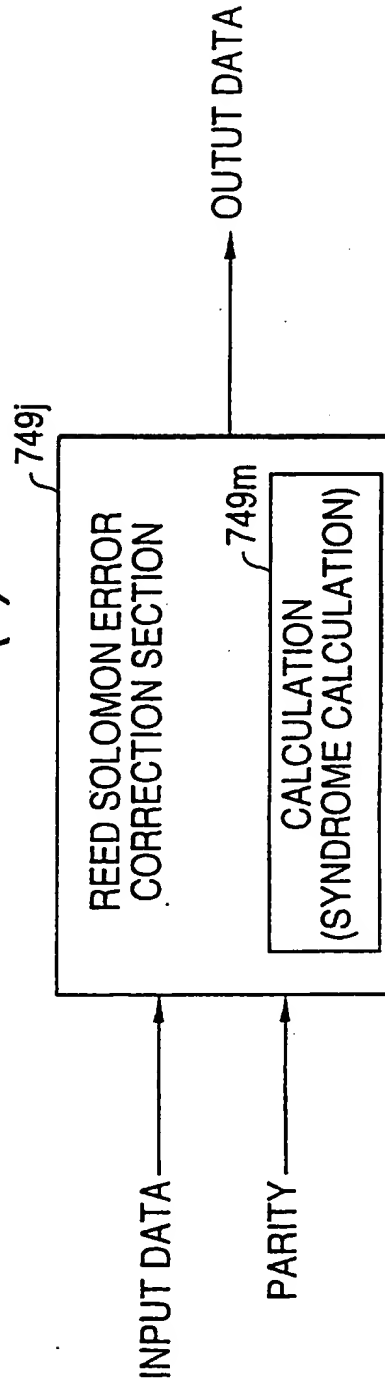 749j
REED SOLOMON ERROR
CORRECTION SECTION
749m
CALCULATION
(SYNDROME CALCULATION)
INPUT DATA
PARITY
OUTUT DATA